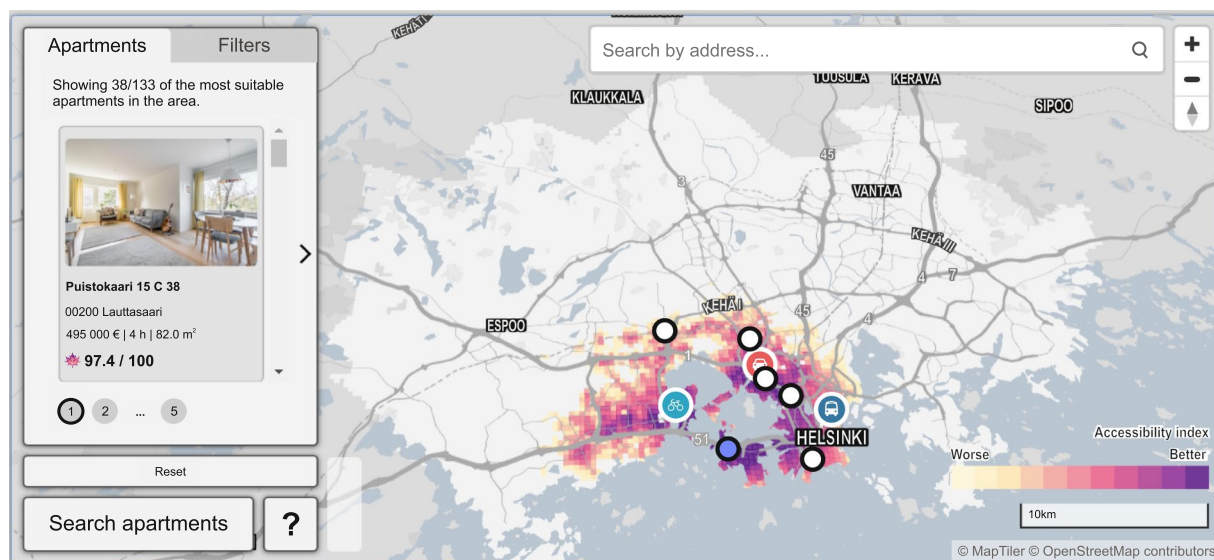 Apartments
Filters
Showing 38/133 of the most suitable
apartments in the area.
Puistokaari 15 C 38
00200 Lauttasaari
495 000 € | 4 h | 82.0 m²
97.4 / 100
1 2 ... 5
Reset
Search apartments
?
Search by address...
+
KEHÄ I
TUUSULA
KERAVA
KLAUKKALA
SIPOO
45
3
VANTAA
KEHÄ III
4
7
KEHÄ I
45
4
ESPOO
1
51
HELSINKI
Accessibility index
Worse
Better
10km
© MapTiler © OpenStreetMap contributors